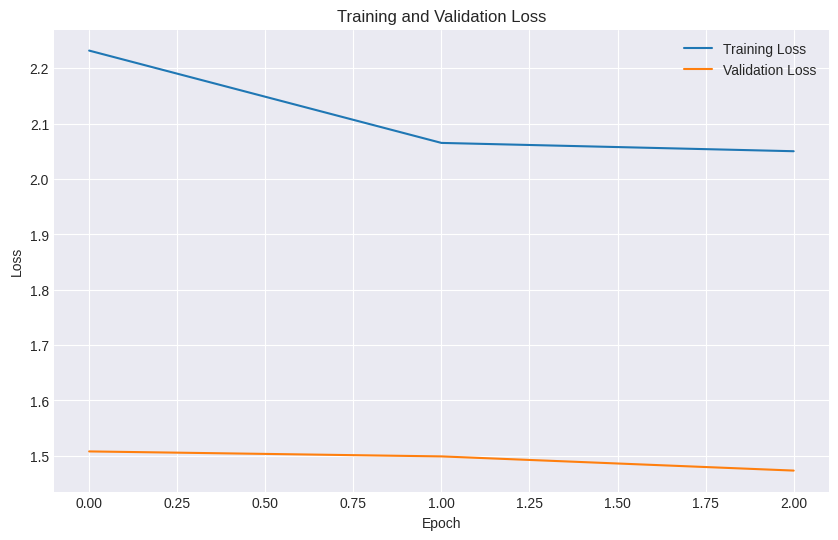 Training and Validation Loss
Training Loss
Validation Loss
2.2
2.1
2.0
1.9
1.8
1.7
1.6
1.5
Loss
0.00 0.25 0.50 0.75 1.00 1.25 1.50 1.75 2.00
Epoch